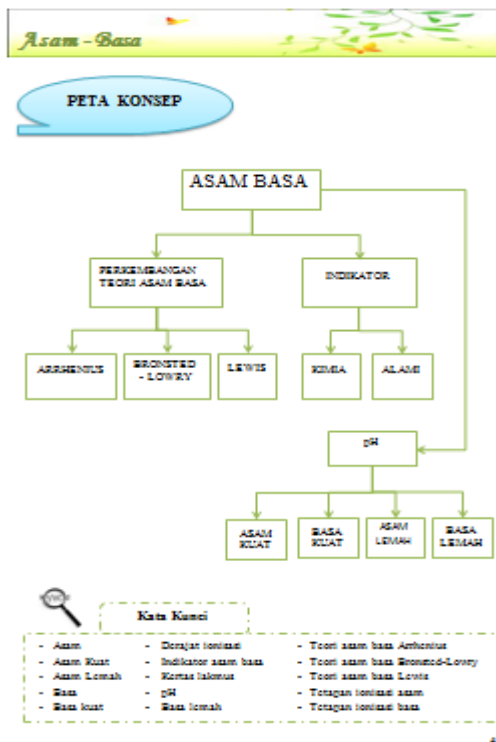 Asam - Basa
PETA KONSEP
ASAM BASA
PERKEMBANGAN
TEORI ASAM BASA
INDIKATOR
ARRHENIUS
BRONSTED
- LOWRY
LEWIS
KIMIA
ALAMI
pH
ASAM
KUAT
BASA
KUAT
ASAM
LEMAH
BASA
LEMAH
Kata Kunci
- Asam
- Asam Kuat
- Asam Lemah
- Basa
- Basa kuat
- Derajat ionisasi
- Indikator asam basa
- Kertas lakmus
- pH
- Basa lemah
- Teori asam basa Arrhenius
- Teori asam basa Bronsted-Lowry
- Teori asam basa Lewis
- Tetapan ionisasi asam
- Tetapan ionisasi basa